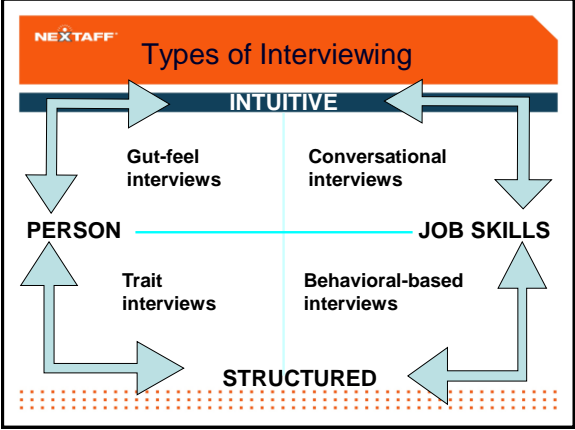 NEXTAFF
Types of Interviewing
INTUITIVE
Gut-feel
interviews
Conversational
interviews
PERSON
JOB SKILLS
Trait
interviews
Behavioral-based
interviews
STRUCTURED